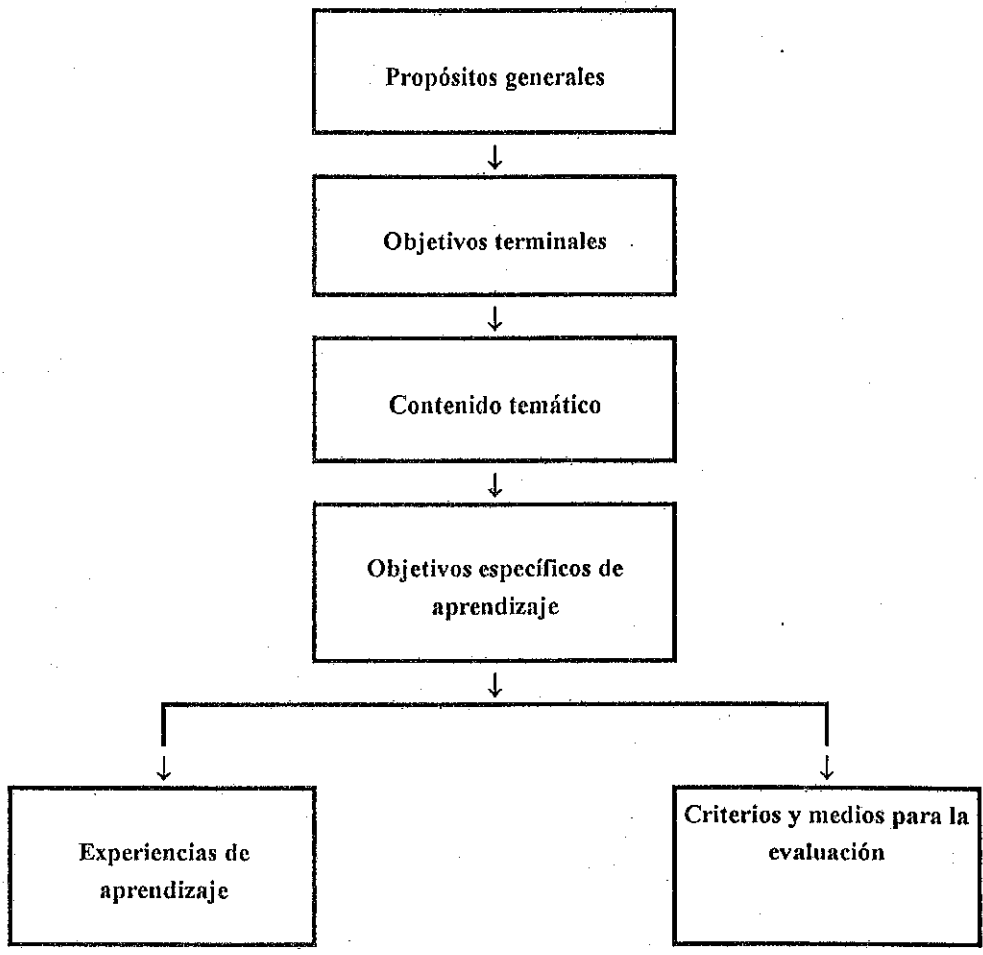 Propósitos generales
Objetivos terminales
Contenido temático
Objetivos específicos de
aprendizaje
Experiencias de
aprendizaje
Criterios y medios para la
evaluación